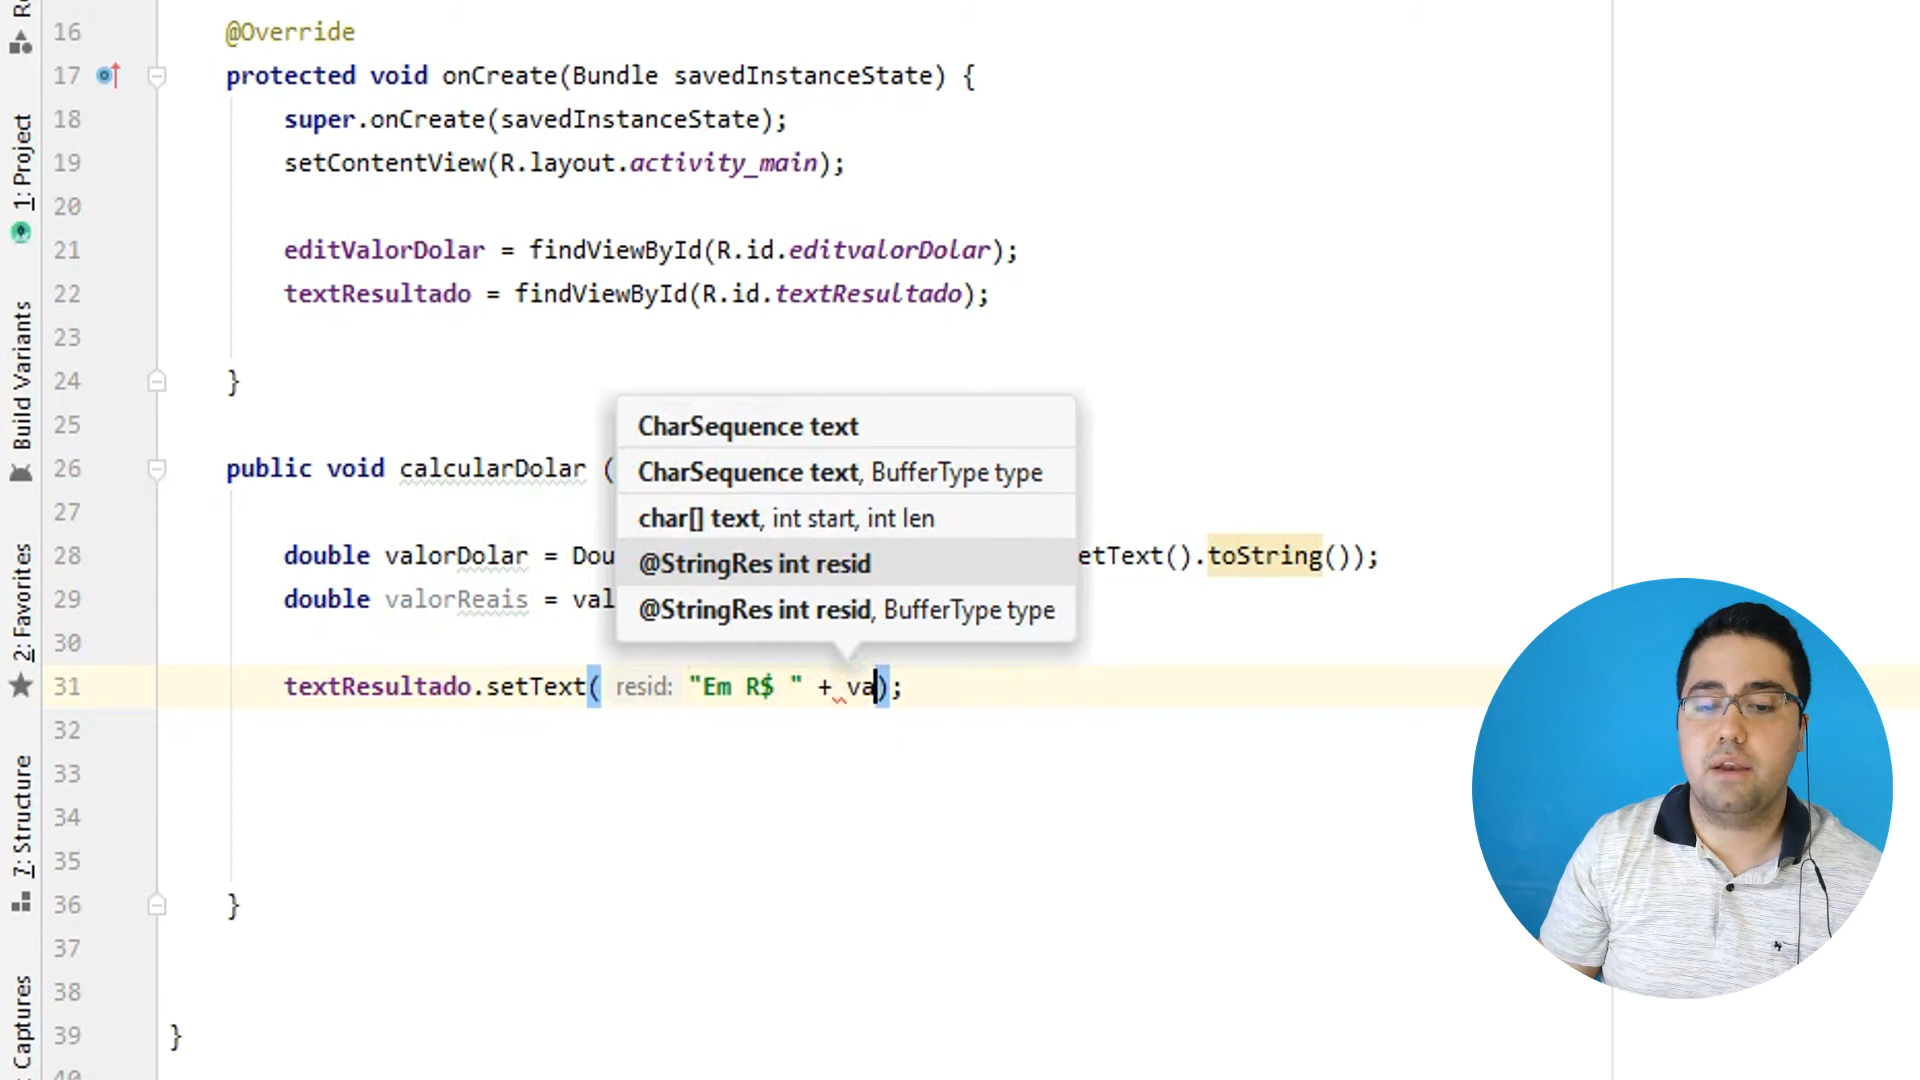 Re
1: Project
Build Variants
2: Favorites
7: Structure
Captures
16 @Override
17 protected void onCreate(Bundle savedInstanceState) {
18 super.onCreate(savedInstanceState);
19 setContentView(R.layout.activity_main);
20
21 editValorDolar = findViewById(R.id.editvalorDolar);
22 textResultado = findViewById(R.id.textResultado);
23
24 }
25
26 public void calcularDolar (
27
28 double valorDolar = Dou etText().toString());
29 double valorReais = val
30
31 textResultado.setText( resid: "Em R$ " + va);
32
33
34
35
36 }
37
38
39 }
40
CharSequence text
CharSequence text, BufferType type
char[] text, int start, int len
@StringRes int resid
@StringRes int resid, BufferType type